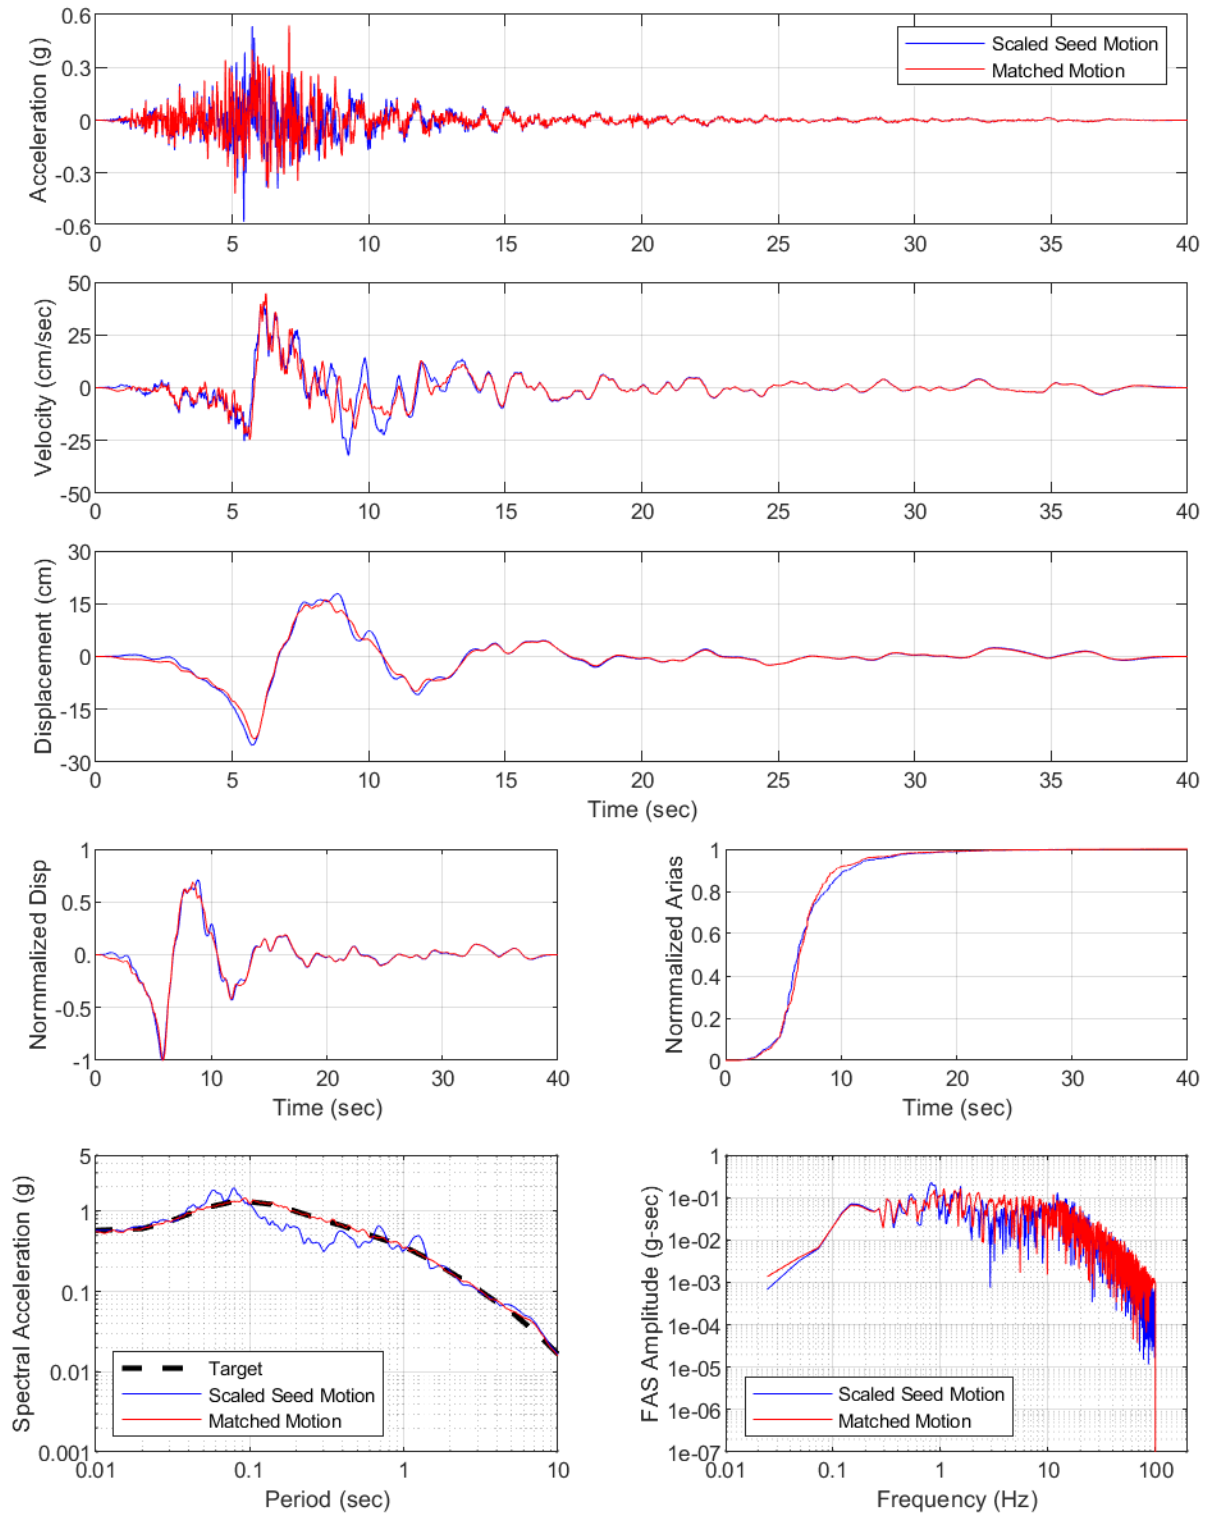 Acceleration (g)
0.6
0.3
0
-0.3
-0.6
Scaled Seed Motion
Matched Motion
0 5 10 15 20 25 30 35 40
Velocity (cm/sec)
50
25
0
-25
-50
0 5 10 15 20 25 30 35 40
Displacement (cm)
30
15
0
-15
-30
0 5 10 15 20 25 30 35 40
Time (sec)
Normmalized Disp
1
0.5
0
-0.5
-1
0 10 20 30 40
Time (sec)
Normmalized Arias
1
0.8
0.6
0.4
0.2
0
0 10 20 30 40
Time (sec)
Spectral Acceleration (g)
5
1
0.1
0.01
0.001
Target
Scaled Seed Motion
Matched Motion
0.01 0.1 1 10
Period (sec)
FAS Amplitude (g-sec)
1
1e-01
1e-02
1e-03
1e-04
1e-05
1e-06
1e-07
Scaled Seed Motion
Matched Motion
0.01 0.1 1 10 100
Frequency (Hz)